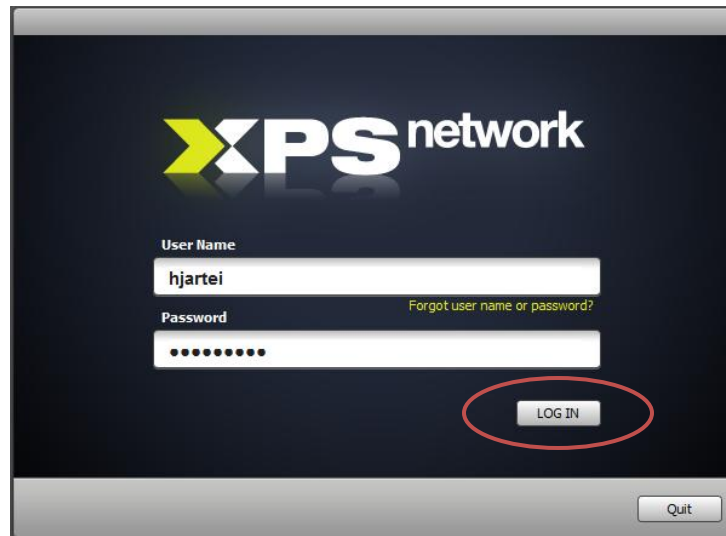 XPS network
User Name
hjartei
Forgot user name or password?
Password
●●●●●●●●●
LOG IN
Quit